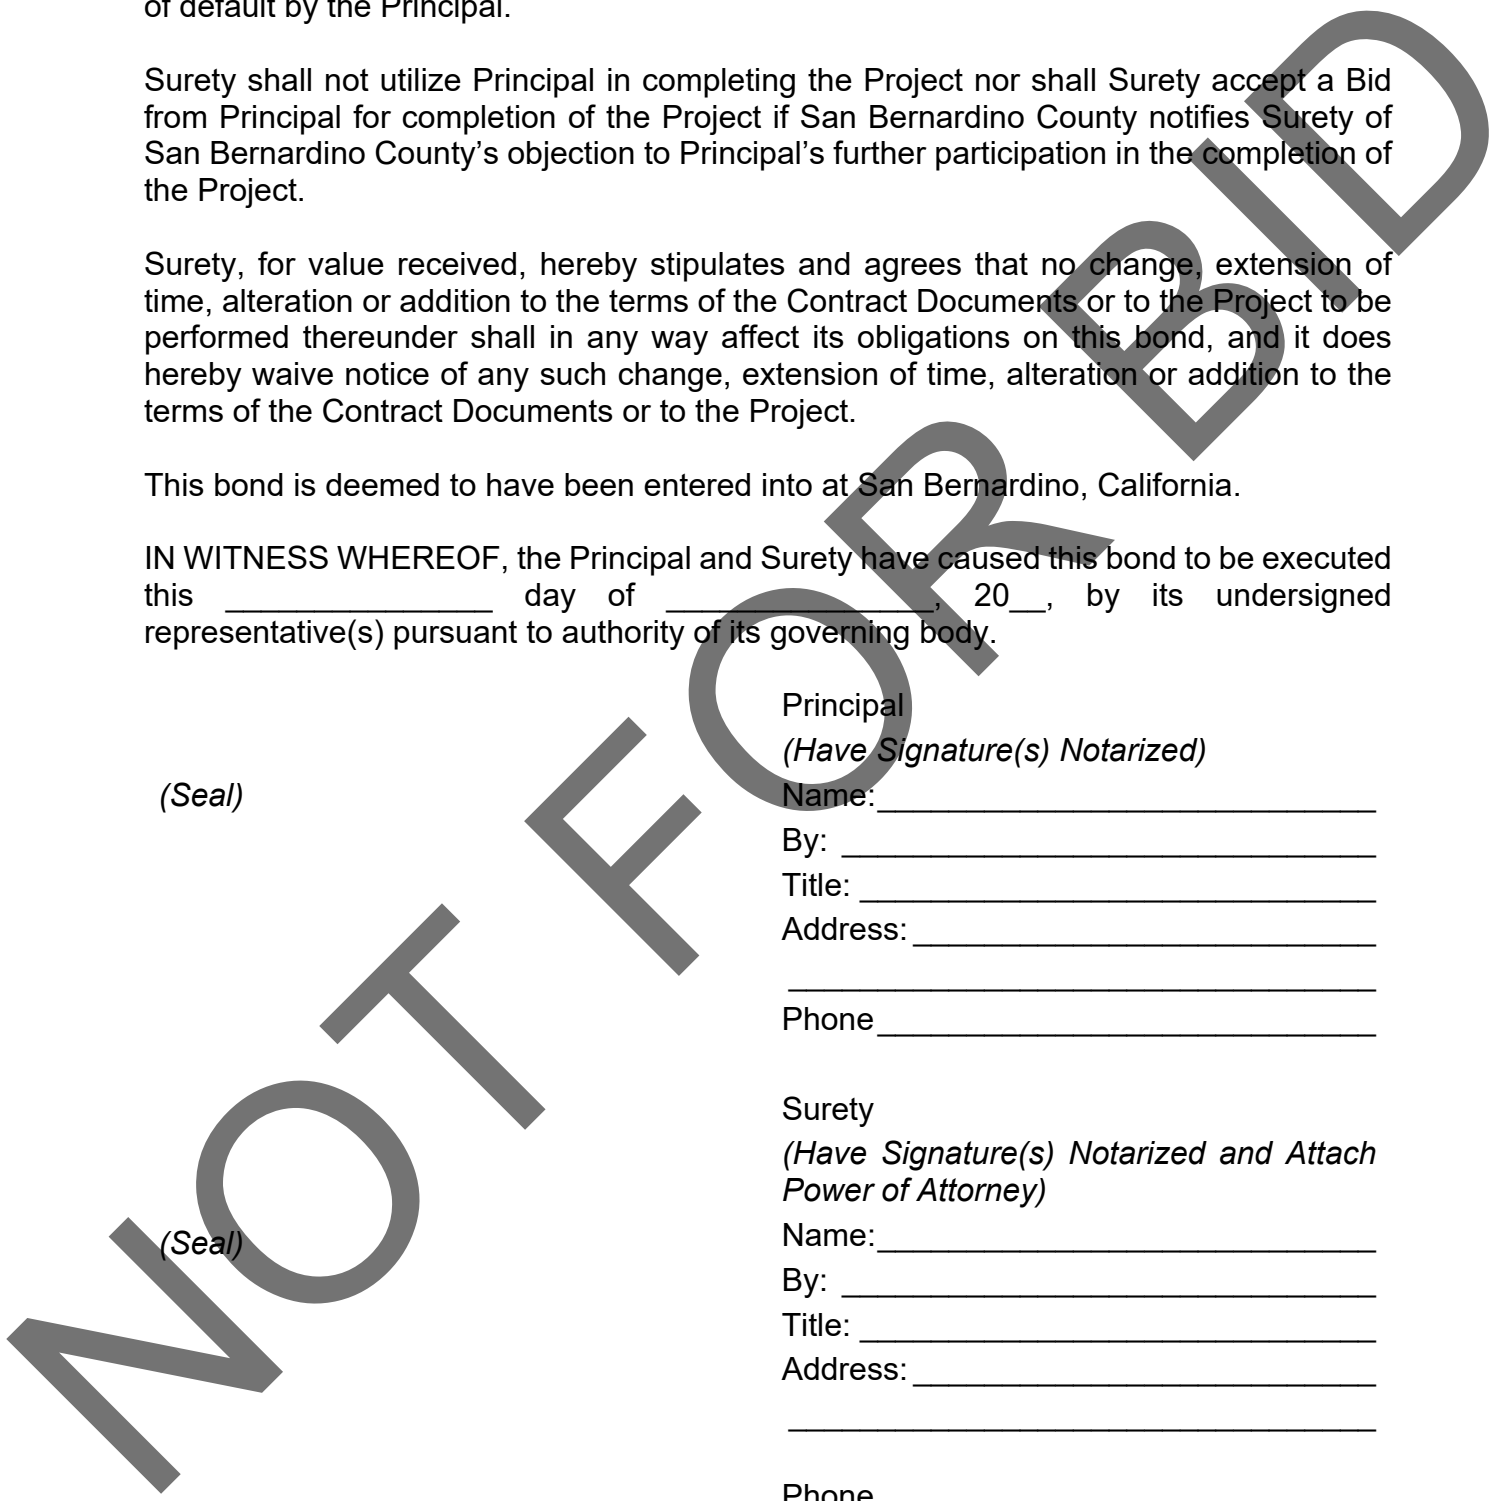 of default by the Principal.
Surety shall not utilize Principal in completing the Project nor shall Surety accept a Bid
from Principal for completion of the Project if San Bernardino County notifies Surety of
San Bernardino County’s objection to Principal’s further participation in the completion of
the Project.
Surety, for value received, hereby stipulates and agrees that no change, extension of
time, alteration or addition to the terms of the Contract Documents or to the Project to be
performed thereunder shall in any way affect its obligations on this bond, and it does
hereby waive notice of any such change, extension of time, alteration or addition to the
terms of the Contract Documents or to the Project.
This bond is deemed to have been entered into at San Bernardino, California.
IN WITNESS WHEREOF, the Principal and Surety have caused this bond to be executed
this _______________ day of _______________, 20__, by its undersigned
representative(s) pursuant to authority of its governing body.
Principal
(Have Signature(s) Notarized)
(Seal) Name:____________________________
By: ______________________________
Title: _____________________________
Address: __________________________
_________________________________
Phone____________________________
Surety
(Have Signature(s) Notarized and Attach
Power of Attorney)
(Seal) Name:____________________________
By: ______________________________
Title: _____________________________
Address: __________________________
_________________________________
Phone
NOT FOR BID